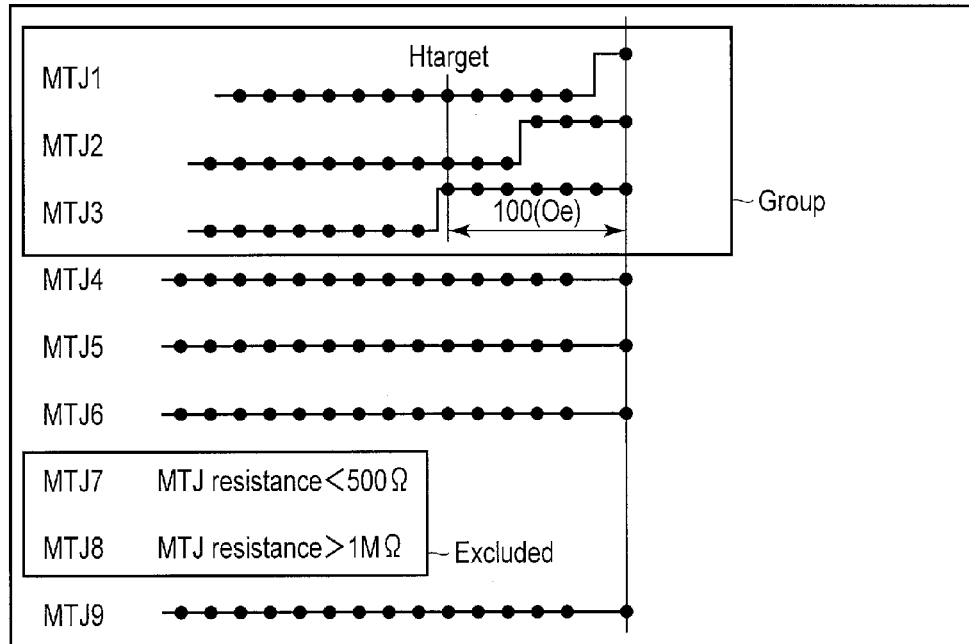 Htarget
MTJ1
MTJ2
MTJ3
100(Oe)
Group
MTJ4
MTJ5
MTJ6
MTJ7 MTJ resistance<500Ω
MTJ8 MTJ resistance>1MΩ
Excluded
MTJ9